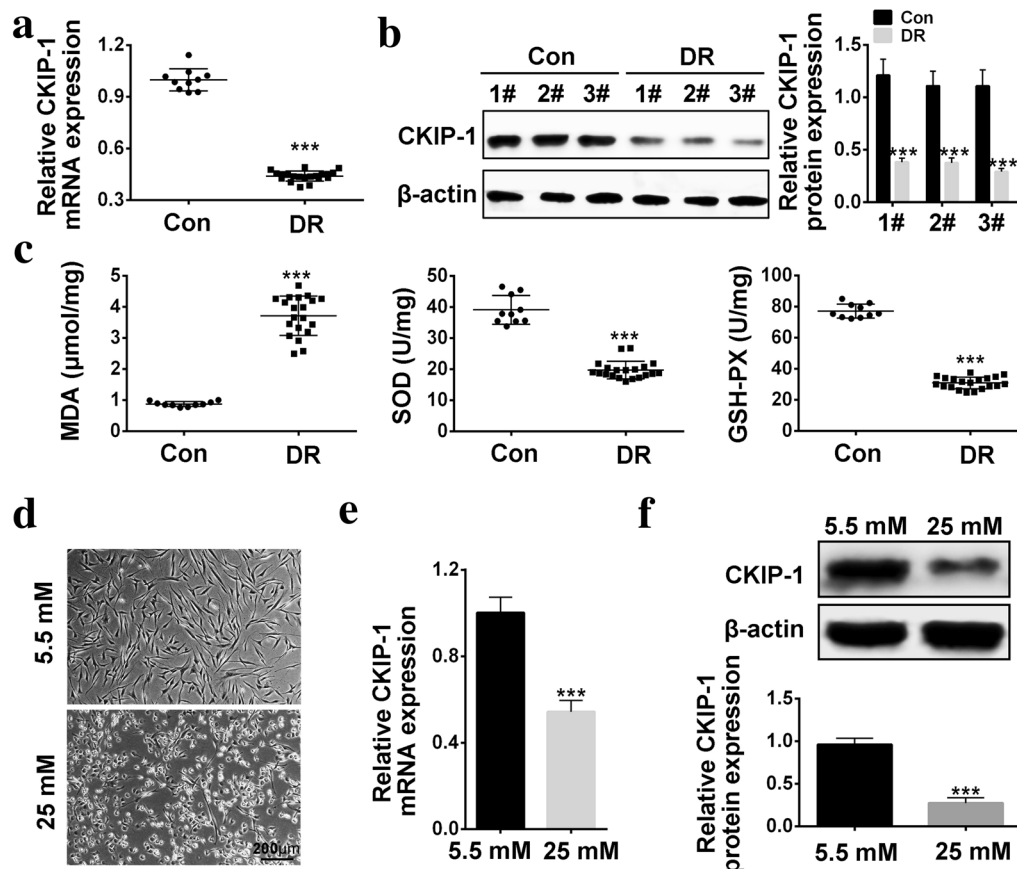 a
Relative CKIP-1
mRNA expression
1.2
0.9
0.6
0.3
***
Con
DR
b
Con
DR
1# 2# 3# 1# 2# 3#
CKIP-1
β-actin
Con
DR
Relative CKIP-1
protein expression
1.5
1.0
0.5
0.0
***
***
***
1# 2# 3#
c
MDA (μmol/mg)
5
4
3
2
1
0
***
Con
DR
SOD (U/mg)
50
40
30
20
10
0
***
Con
DR
GSH-PX (U/mg)
80
60
40
20
0
***
Con
DR
d
5.5 mM
25 mM
200μm
e
Relative CKIP-1
mRNA expression
1.2
0.8
0.4
0.0
***
5.5 mM
25 mM
f
5.5 mM
25 mM
CKIP-1
β-actin
Relative CKIP-1
protein expression
1.5
1.0
0.5
0.0
***
5.5 mM
25 mM